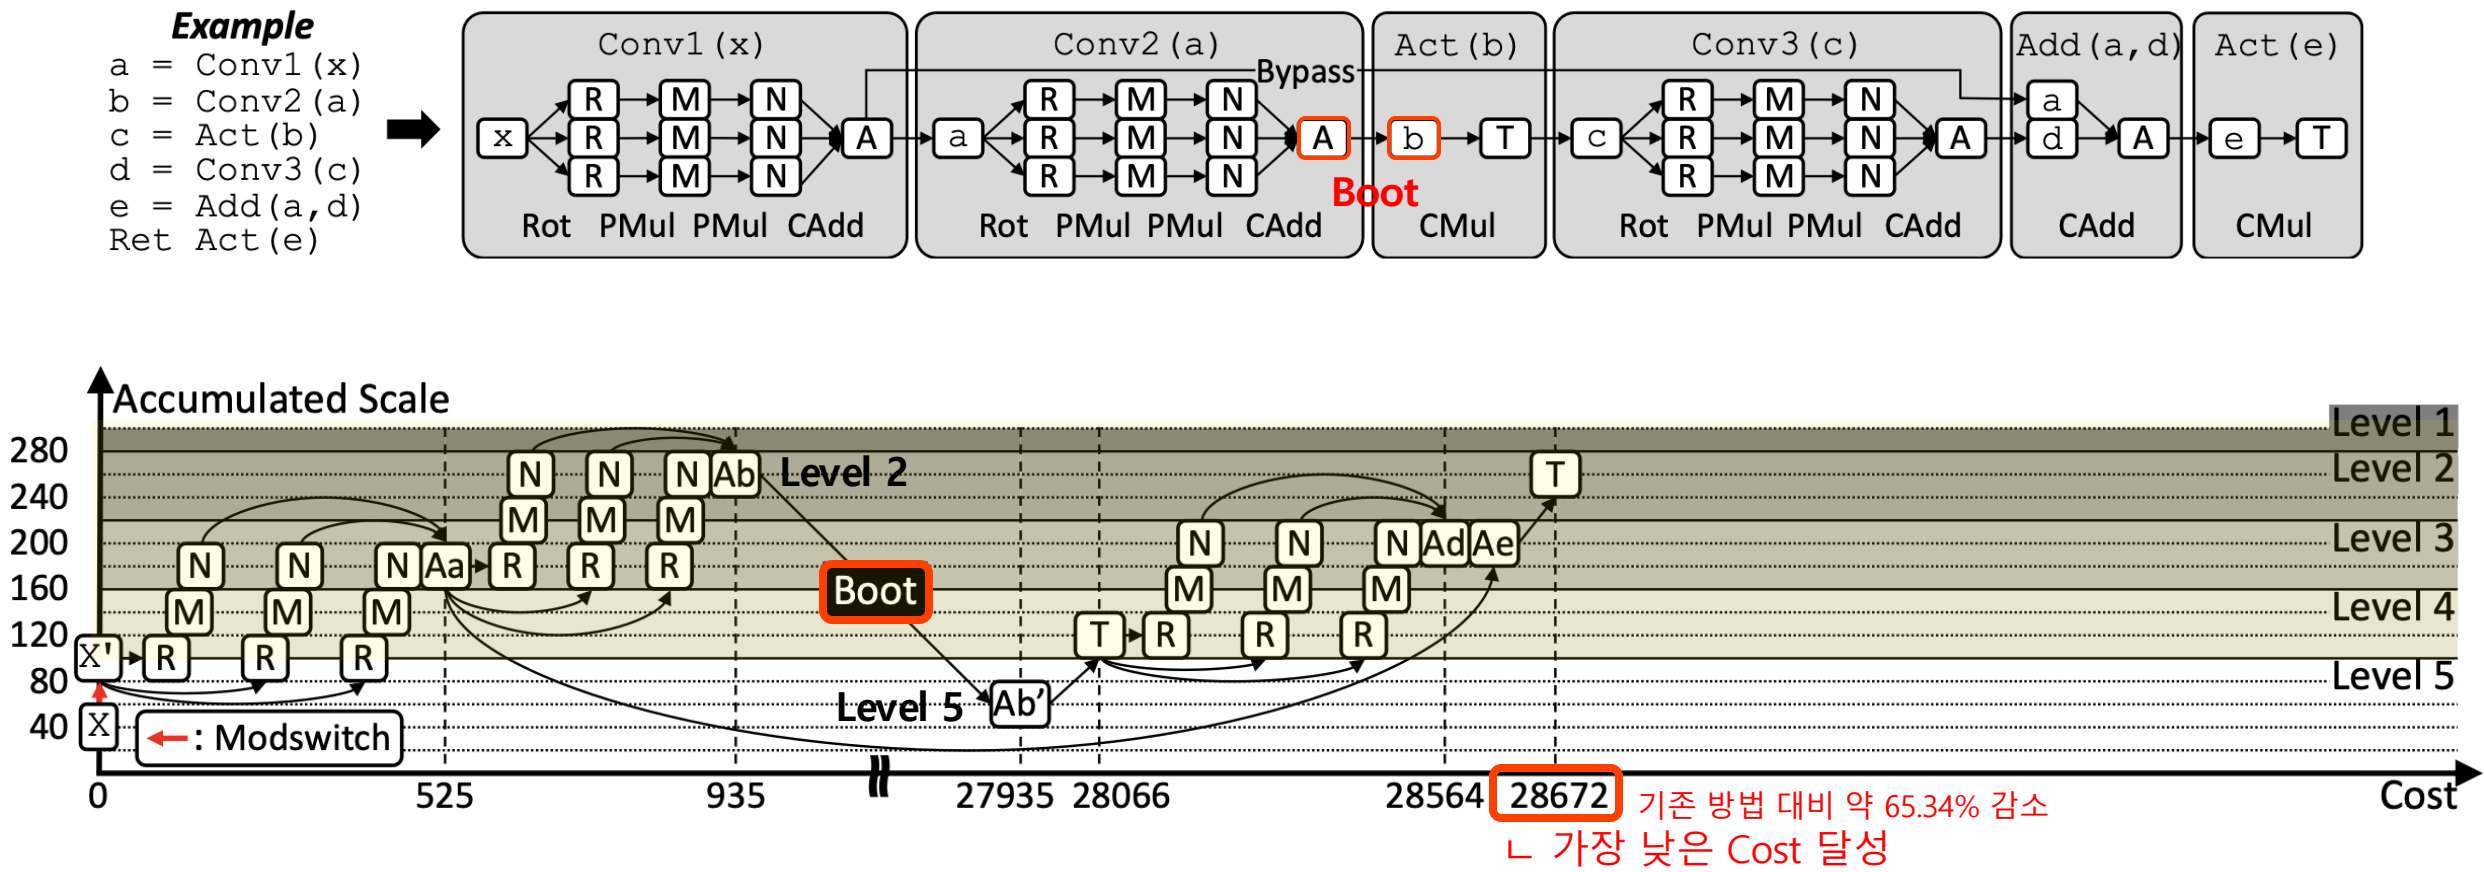 Example
a = Conv1(x)
b = Conv2(a)
c = Act(b)
d = Conv3(c)
e = Add(a,d)
Ret Act(e)
Conv1(x)
x
R M N
R M N
R M N
A
Rot PMul PMul CAdd
Conv2(a)
Bypass
a
R M N
R M N
R M N
A
Rot PMul PMul CAdd
Boot
Act(b)
b T
CMul
Conv3(c)
c
R M N
R M N
R M N
A
Rot PMul PMul CAdd
Add(a,d)
a
d A
CAdd
Act(e)
e T
CMul
Accumulated Scale
280
240
200
160
120
80
40
Level 1
Level 2
Level 3
Level 4
Level 5
N N N Ab Level 2
M M M
N N N Aa R R R
M M M
X' R R R
X
: Modswitch
Boot
Level 5 Ab’
T
N N N Ad Ae
M M M
T R R R
0 525 935 27935 28066 28564 28672
Cost
기존 방법 대비 약 65.34% 감소
ㄴ 가장 낮은 Cost 달성